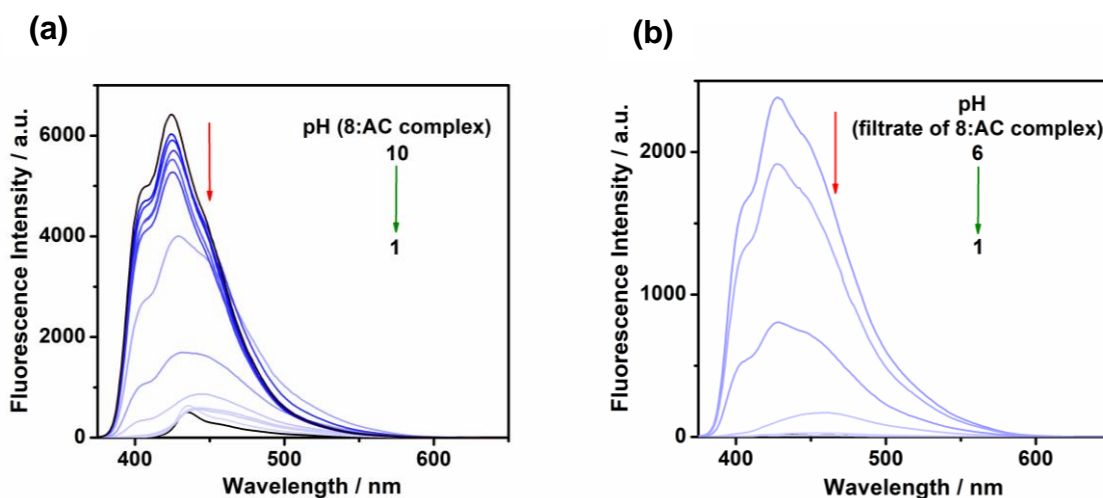 (a)
Fluorescence Intensity / a.u.
6000
4000
2000
0
pH (8:AC complex)
10
1
400
500
600
Wavelength / nm
(b)
Fluorescence Intensity / a.u.
2000
1000
0
pH
(filtrate of 8:AC complex)
6
1
400
500
600
Wavelength / nm